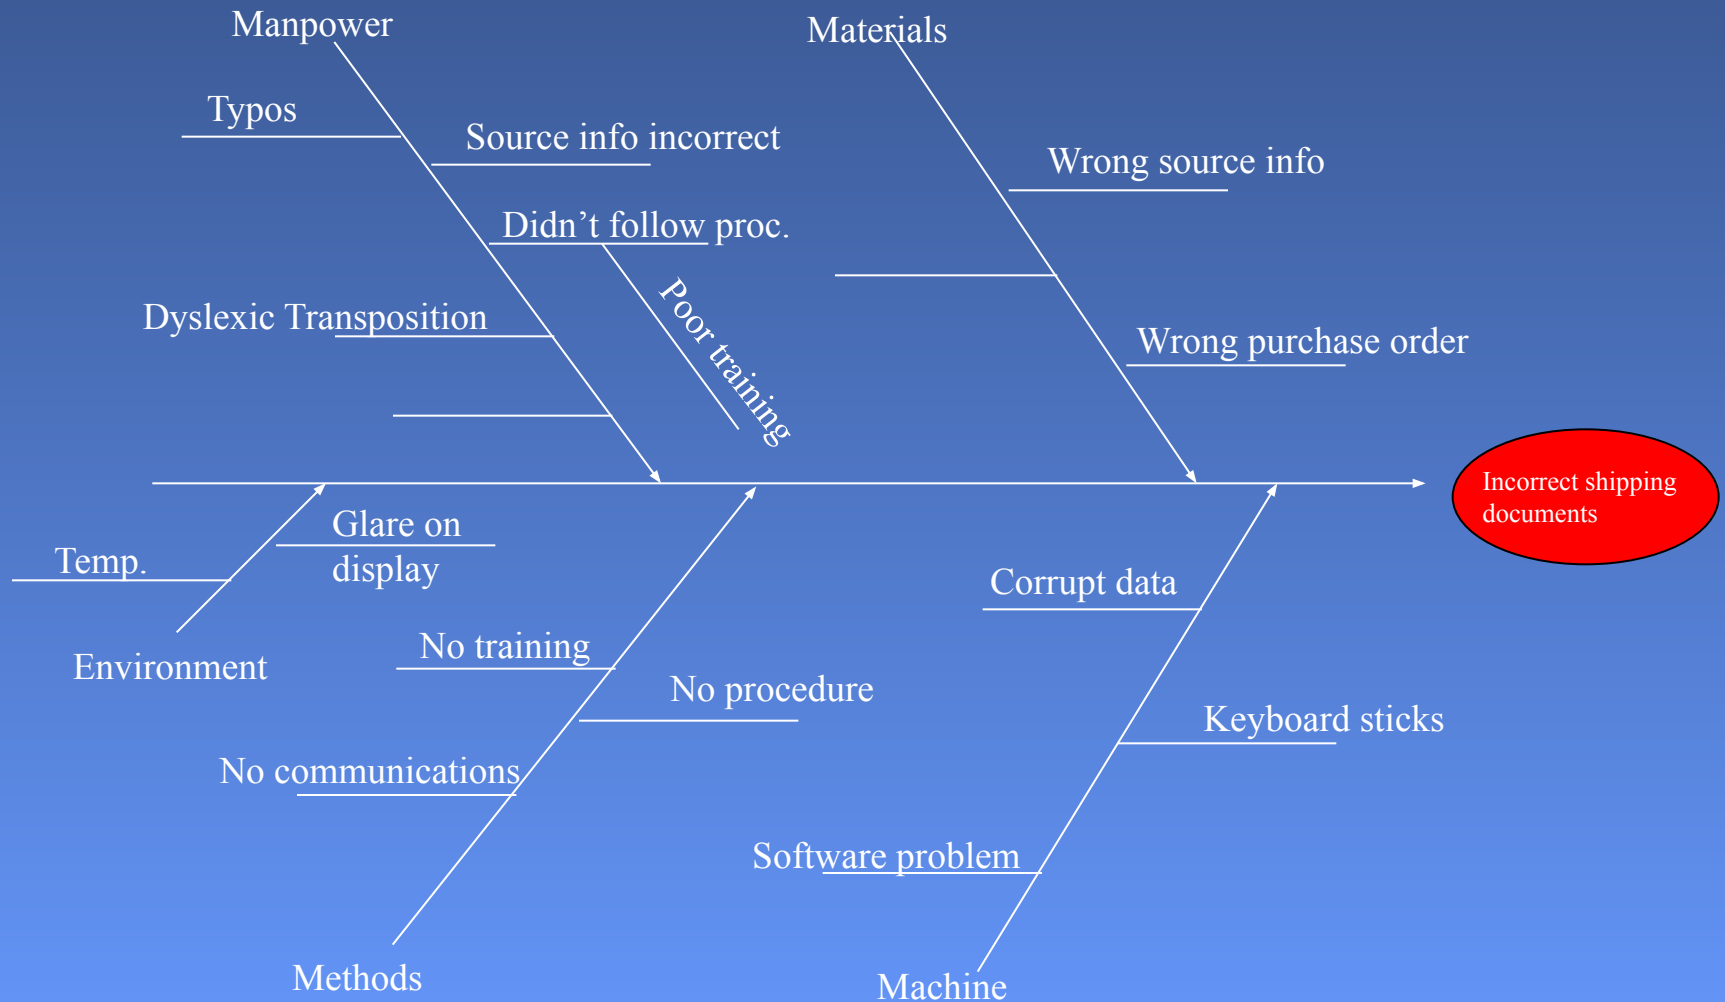 Manpower
Materials
Typos
Source info incorrect
Wrong source info
Didn’t follow proc.
Poor training
Dyslexic Transposition
Wrong purchase order
Incorrect shipping
documents
Glare on
display
Temp.
Corrupt data
Environment
No training
No procedure
Keyboard sticks
No communications
Software problem
Methods
Machine